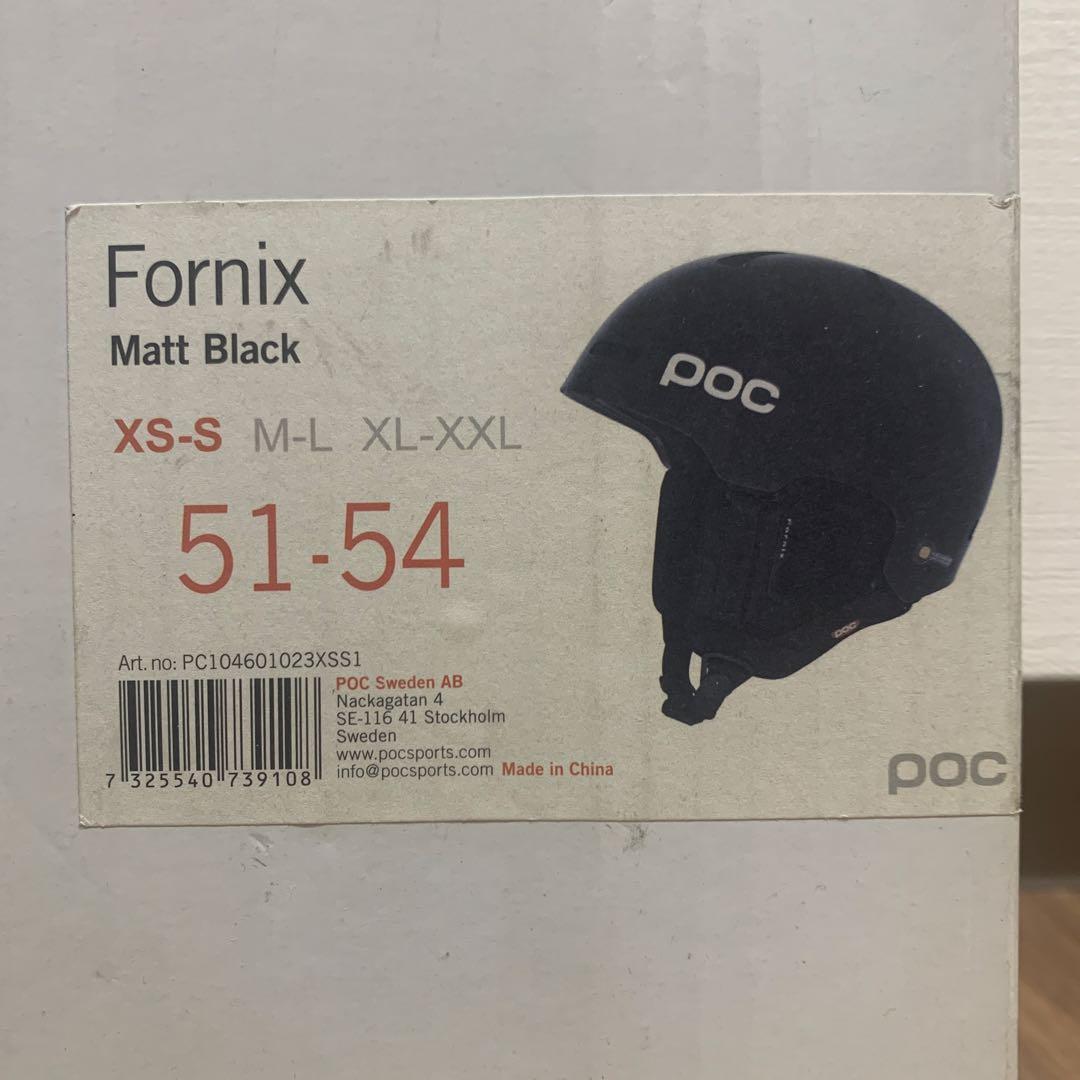 Fornix
Matt Black
XS-S M-L XL-XXL
51-54
Art. no: PC104601023XSS1
7 325540 739108
POC Sweden AB
Nackagatan 4
SE-116 41 Stockholm
Sweden
www.pocsports.com
info@pocsports.com Made in China
POC
Fornix
POC
POC